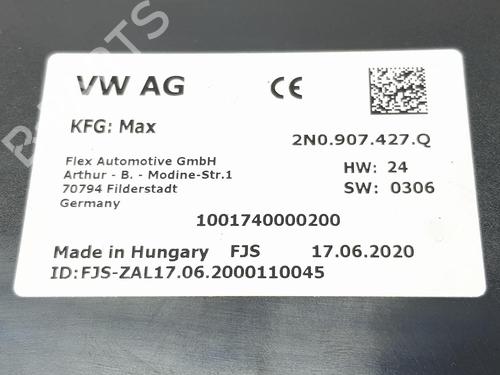 VW AG
CE
KFG: Max
2N0.907.427.Q
Flex Automotive GmbH
Arthur - B. - Modine-Str.1
70794 Filderstadt
Germany
HW: 24
SW: 0306
1001740000200
Made in Hungary FJS 17.06.2020
ID:FJS-ZAL17.06.2000110045